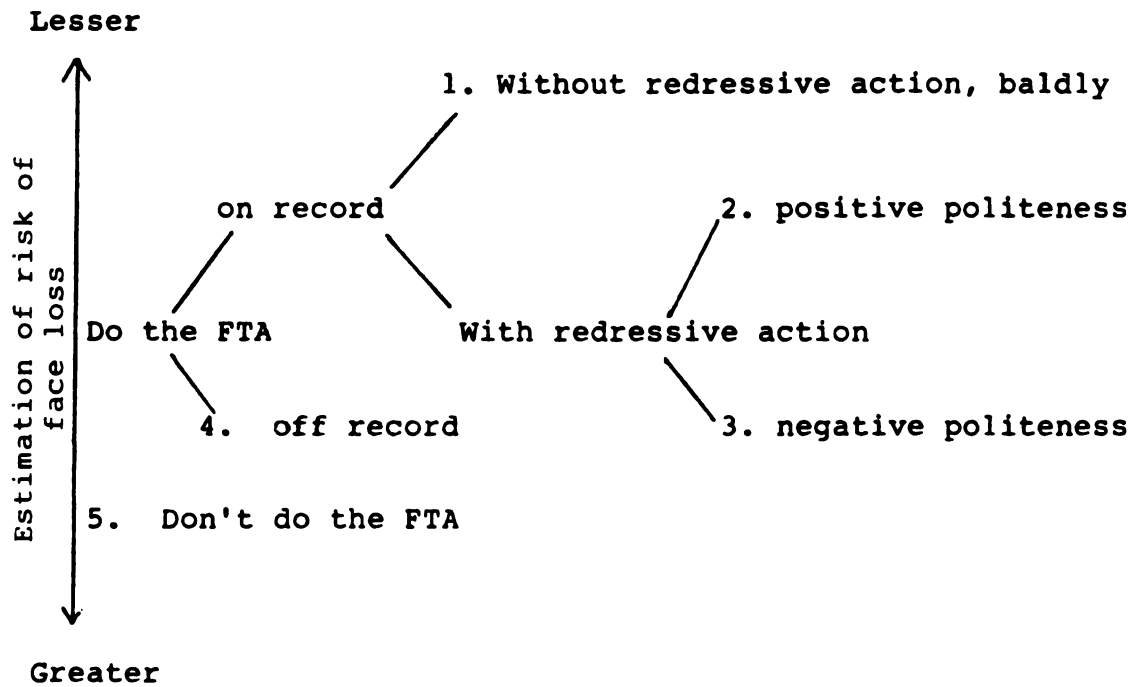 Lesser
1. Without redressive action, baldly
on record
2. positive politeness
Estimation of risk of
face loss
Do the FTA
With redressive action
4. off record
3. negative politeness
5. Don't do the FTA
Greater